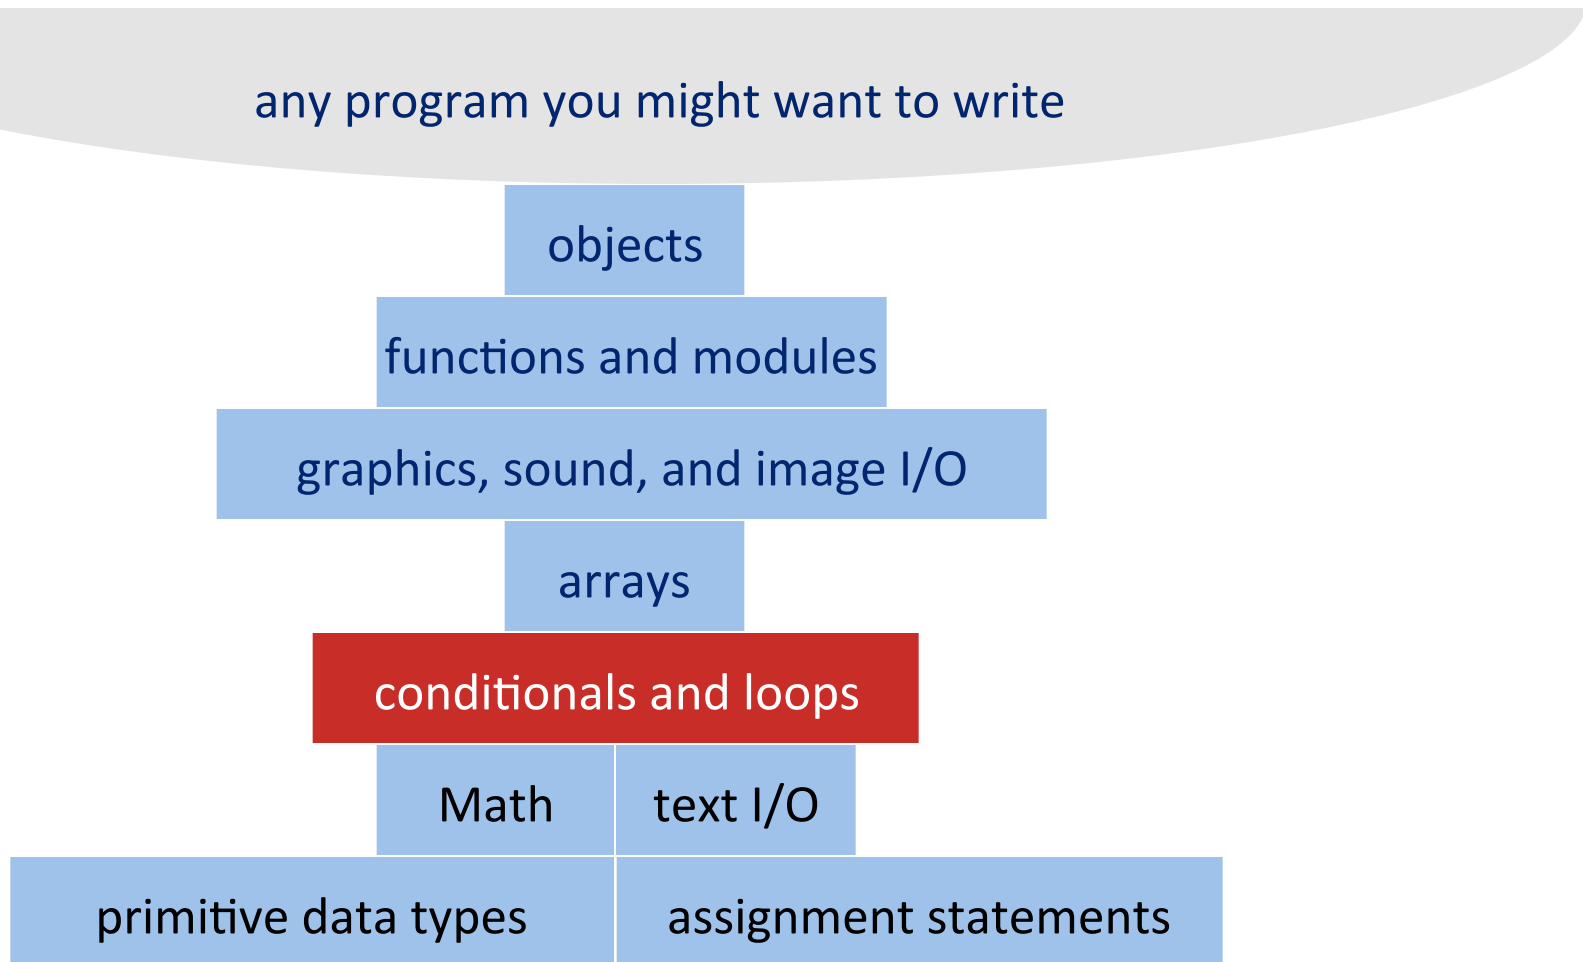 any program you might want to write
objects
functions and modules
graphics, sound, and image I/O
arrays
conditionals and loops
Math text I/O
primitive data types assignment statements